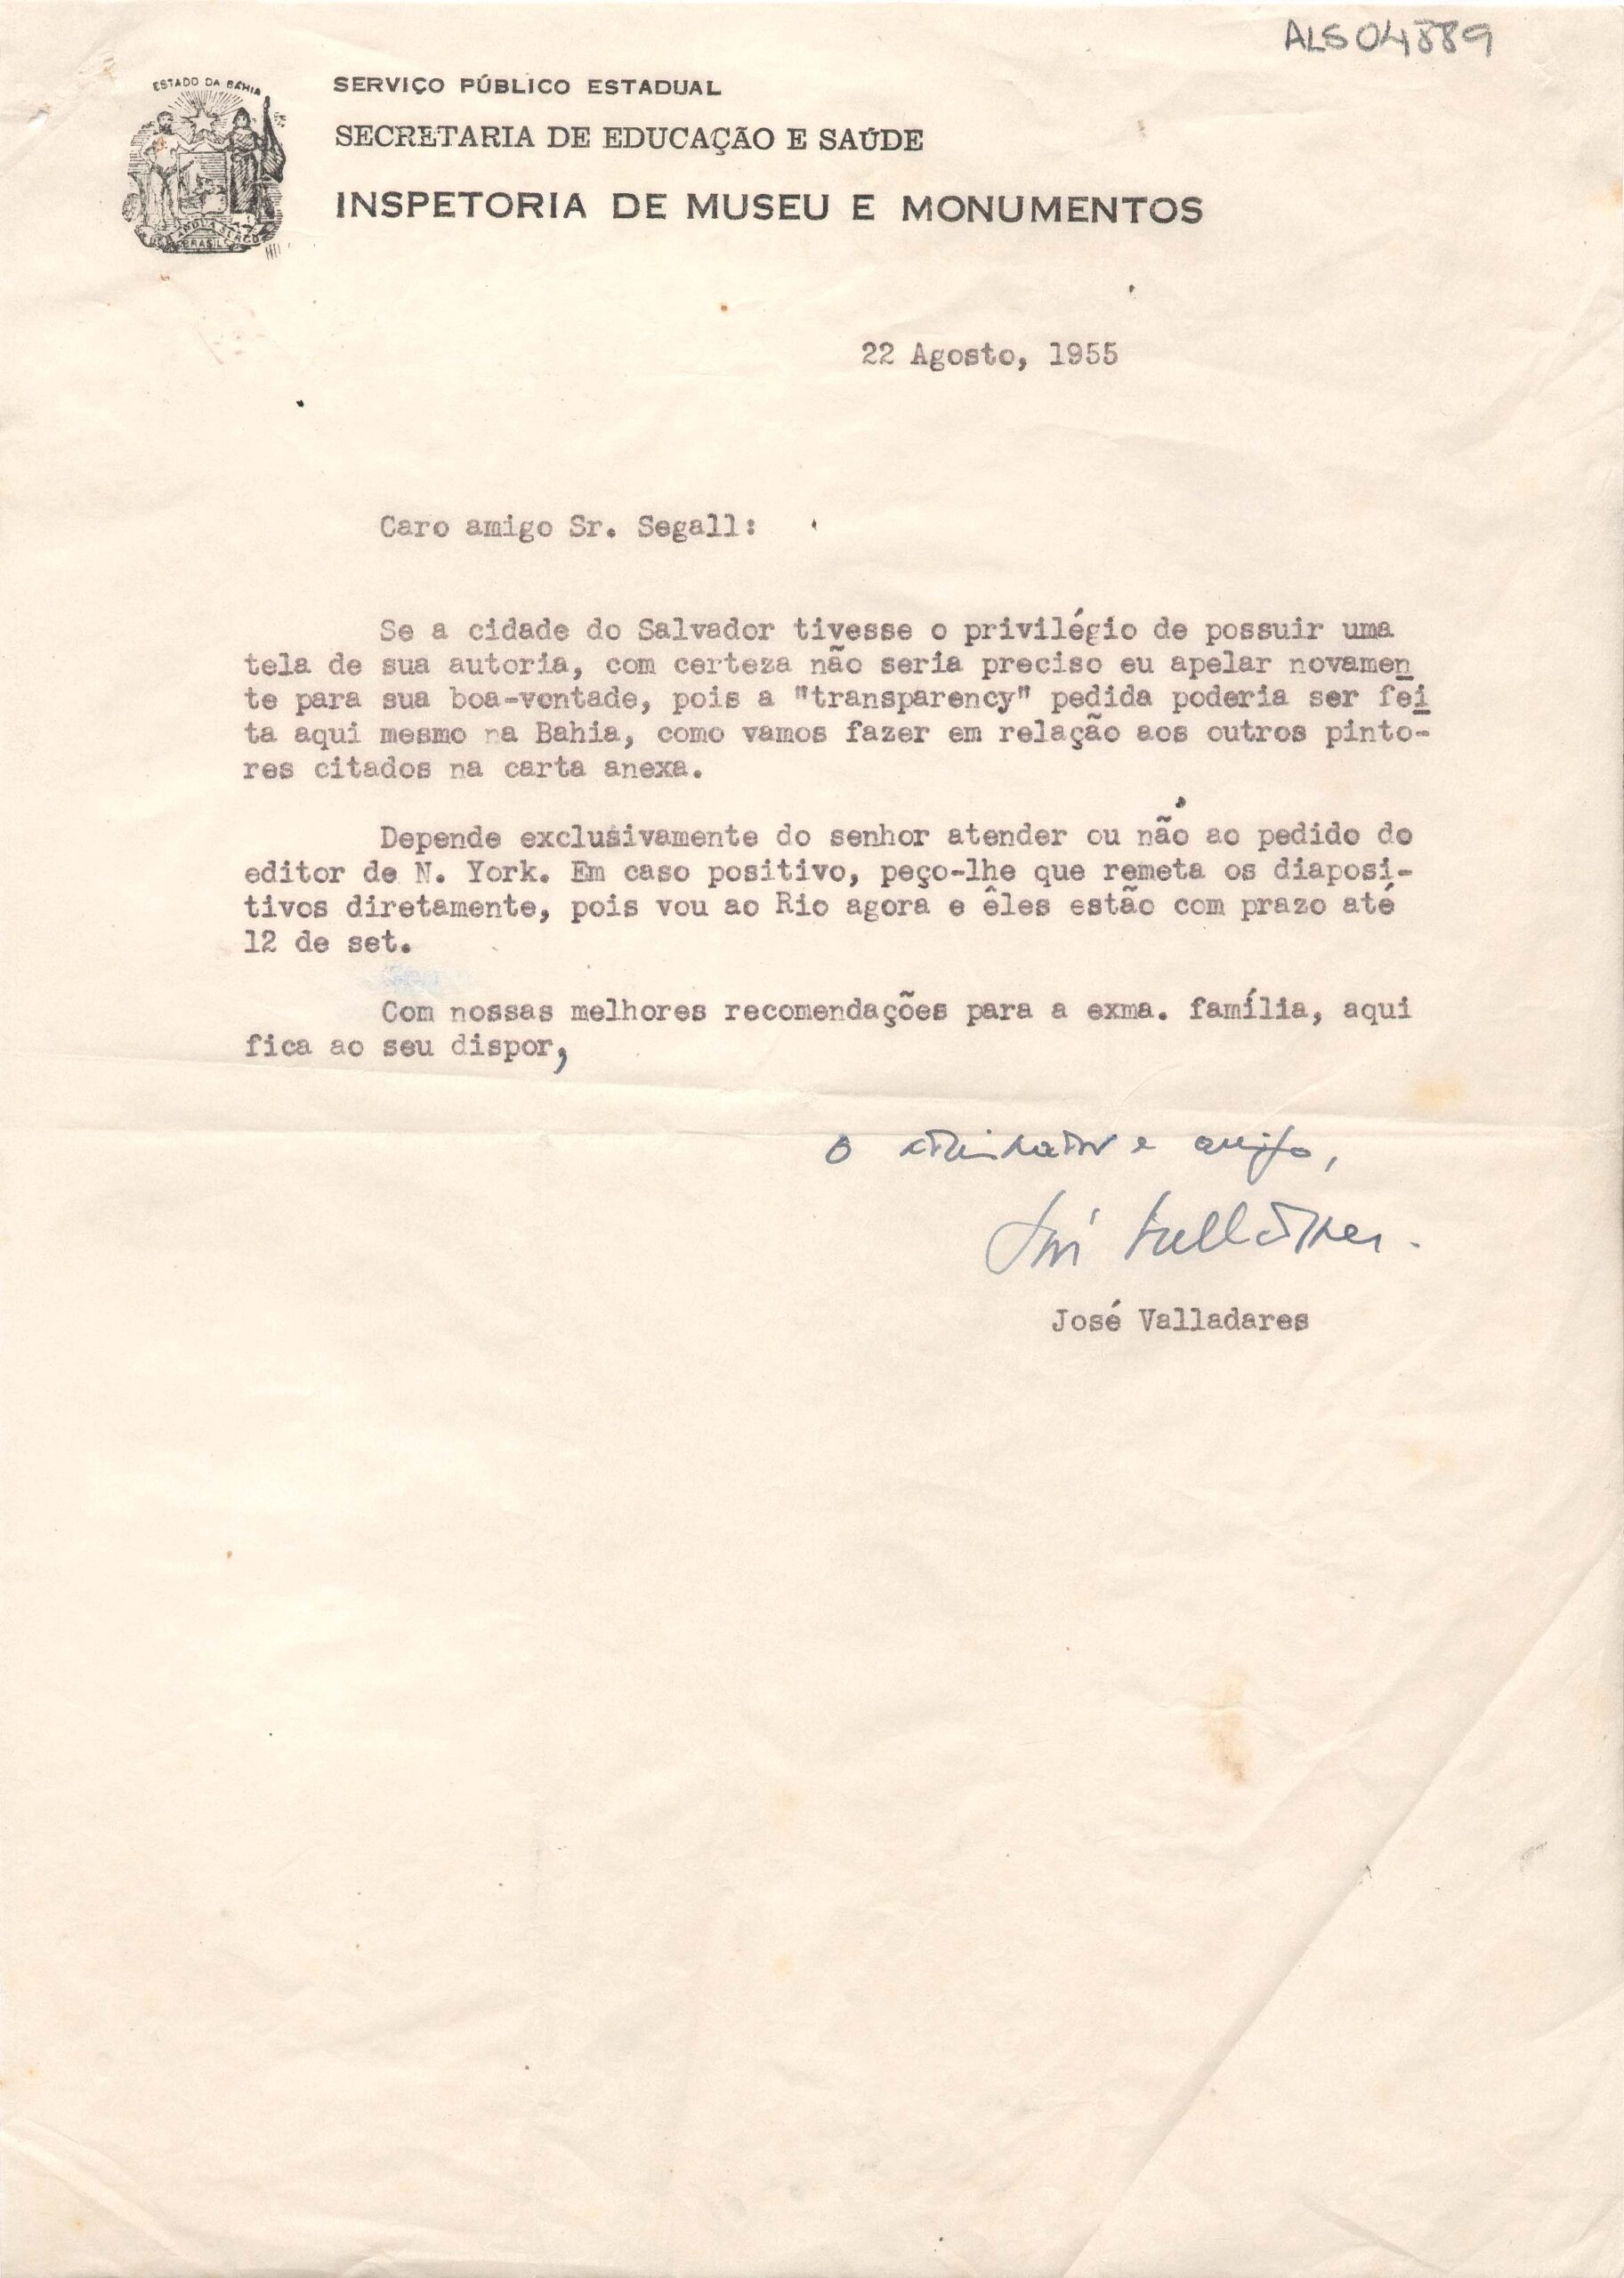 ALS04889
ESTADO DA BAHIA
SERVIÇO PÚBLICO ESTADUAL
SECRETARIA DE EDUCAÇÃO E SAÚDE
INSPETORIA DE MUSEU E MONUMENTOS
BRASIL
22 Agosto, 1955
Caro amigo Sr. Segall:
Se a cidade do Salvador tivesse o privilégio de possuir uma
tela de sua autoria, com certeza não seria preciso eu apelar novamen
te para sua boa-vontade, pois a "transparency" pedida poderia ser fei
ta aqui mesmo na Bahia, como vamos fazer em relação aos outros pinto-
res citados na carta anexa.
Depende exclusivamente do senhor atender ou não ao pedido do
editor de N. York. Em caso positivo, peço-lhe que remeta os diaposi-
tivos diretamente, pois vou ao Rio agora e êles estão com prazo até
12 de set.
Com nossas melhores recomendações para a exma. família, aqui
fica ao seu dispor,
o admirador e amigo,
José Valladares.
José Valladares